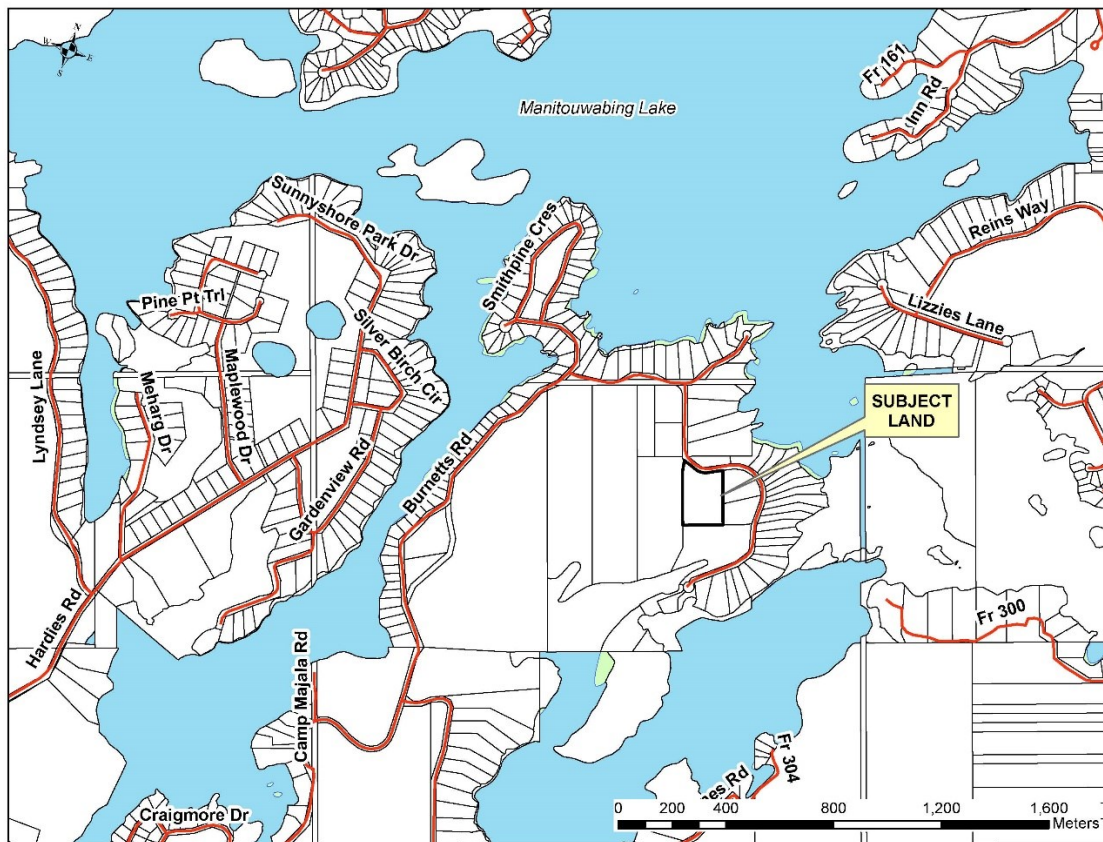 N
W
E
S
Manitouwabing Lake
Fr 161
Inn Rd
Sunnyshore Park Dr
Smithpine Cres
Reins Way
Pine Pt Trl
Lizzies Lane
Silver Birch Cir
Lyndsey Lane
Meharg Dr
Maplewood Dr
SUBJECT
LAND
Burnetts Rd
Gardenview Rd
Hardies Rd
Fr 300
Camp Majala Rd
Fr 304
Rd
Craigmore Dr
0 200 400 800 1,200 1,600
Meters